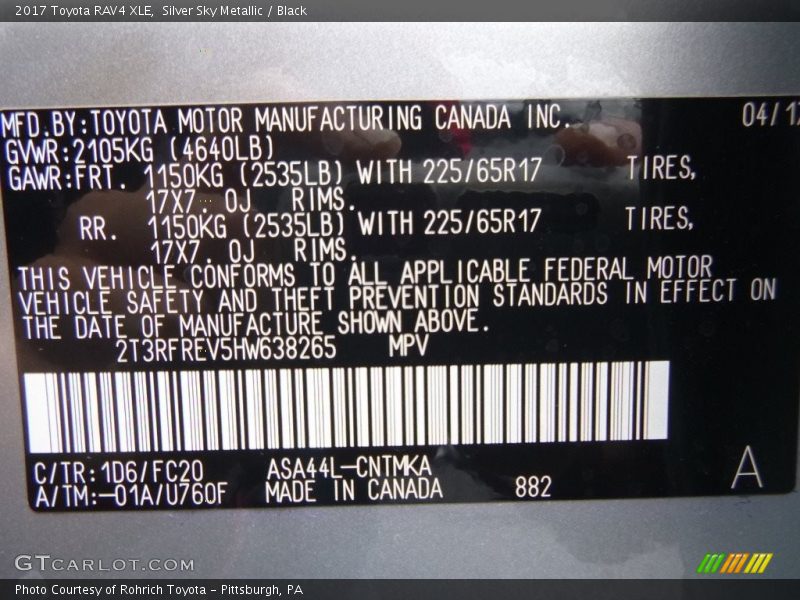 2017 Toyota RAV4 XLE, Silver Sky Metallic / Black
MFD.BY:TOYOTA MOTOR MANUFACTURING CANADA INC. 04/17
GVWR:2105KG (4640LB)
GAWR:FRT. 1150KG (2535LB) WITH 225/65R17 TIRES,
17X7. 0J RIMS.
RR. 1150KG (2535LB) WITH 225/65R17 TIRES,
17X7. 0J RIMS.
THIS VEHICLE CONFORMS TO ALL APPLICABLE FEDERAL MOTOR
VEHICLE SAFETY AND THEFT PREVENTION STANDARDS IN EFFECT ON
THE DATE OF MANUFACTURE SHOWN ABOVE.
2T3RFREV5HW638265 MPV
C/TR:1D6/FC20 ASA44L-CNTMKA
A/TM:-01A/U760F MADE IN CANADA 882
A
GTCARLOT.COM
Photo Courtesy of Rohrich Toyota - Pittsburgh, PA